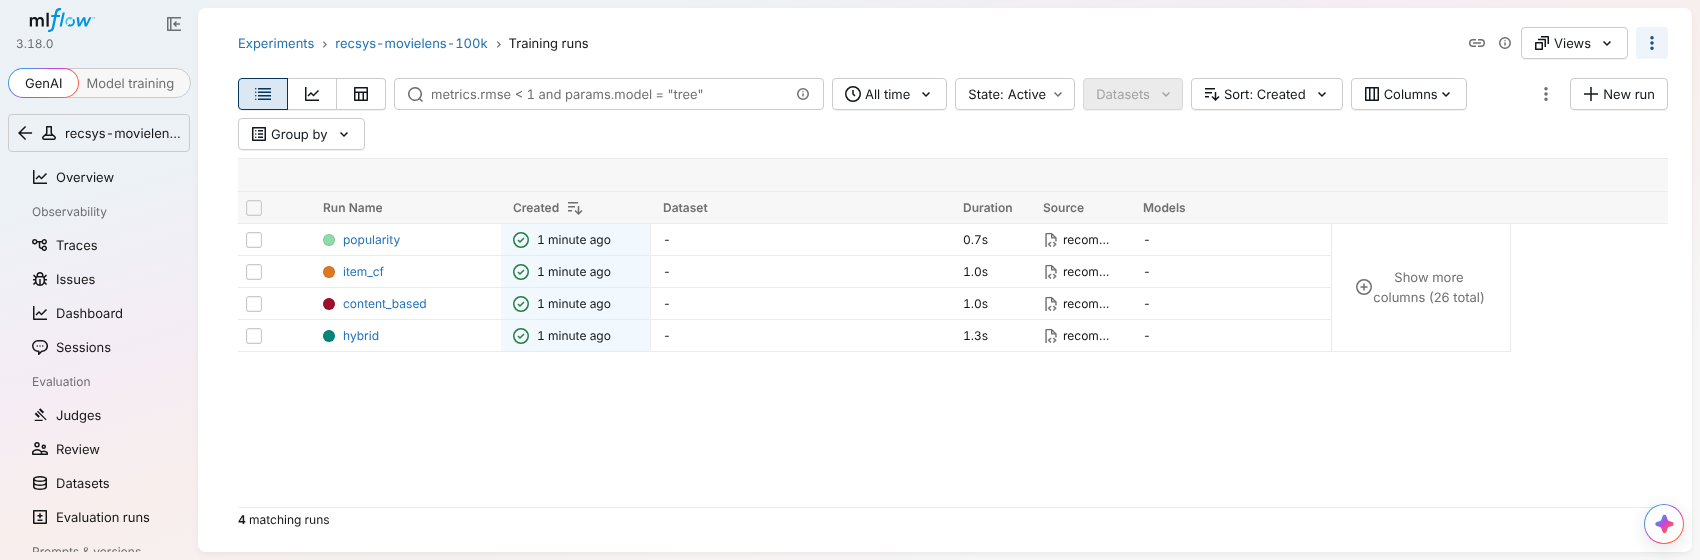 mlflow
3.18.0
GenAI Model training
recsys-movielen...
Overview
Observability
Traces
Issues
Dashboard
Sessions
Evaluation
Judges
Review
Datasets
Evaluation runs
Prompts & versions
Experiments › recsys-movielens-100k › Training runs
Views
metrics.rmse < 1 and params.model = "tree"
All time
State: Active
Datasets
Sort: Created
Columns
New run
Group by
Run Name Created Dataset Duration Source Models
popularity 1 minute ago - 0.7s recom... -
item_cf 1 minute ago - 1.0s recom... -
content_based 1 minute ago - 1.0s recom... -
hybrid 1 minute ago - 1.3s recom... -
Show more
columns (26 total)
4 matching runs